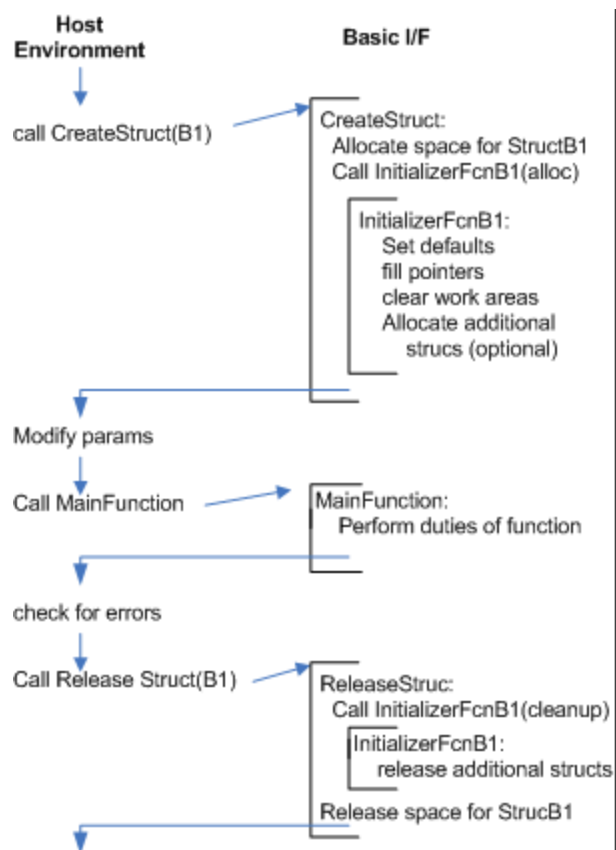 Host
Environment
Basic I/F
call CreateStruct(B1)
CreateStruct:
Allocate space for StructB1
Call InitializerFcnB1(alloc)
InitializerFcnB1:
Set defaults
fill pointers
clear work areas
Allocate additional
strucs (optional)
Modify params
Call MainFunction
MainFunction:
Perform duties of function
check for errors
Call Release Struct(B1)
ReleaseStruc:
Call InitializerFcnB1(cleanup)
InitializerFcnB1:
release additional structs
Release space for StrucB1